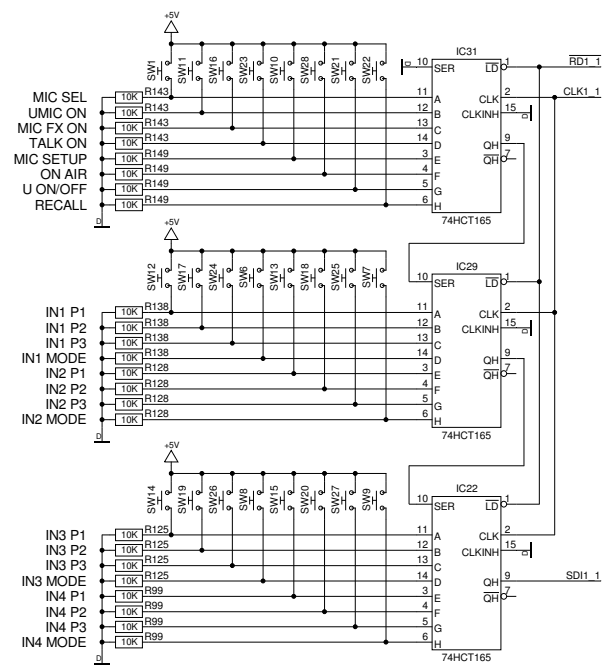 +5V
SW1 SW11 SW16 SW23 SW10 SW28 SW21 SW22
IC31
D 10 SER LD 1 RD1_1
MIC SEL 10K R143 11 A CLK 2 CLK1_1
UMIC ON 10K R143 12 B CLKINH 15 D
MIC FX ON 10K R143 13 C
TALK ON 10K R143 14 D QH 9
MIC SETUP 10K R149 3 E QH 7
ON AIR 10K R149 4 F
U ON/OFF 10K R149 5 G
RECALL 10K R149 6 H
D
74HCT165
+5V
SW12 SW17 SW24 SW6 SW13 SW18 SW25 SW7
IC29
10 SER LD 1
IN1 P1 10K R138 11 A CLK 2
IN1 P2 10K R138 12 B CLKINH 15 D
IN1 P3 10K R138 13 C
IN1 MODE 10K R138 14 D QH 9
IN2 P1 10K R128 3 E QH 7
IN2 P2 10K R128 4 F
IN2 P3 10K R128 5 G
IN2 MODE 10K R128 6 H
D
74HCT165
+5V
SW14 SW19 SW26 SW8 SW15 SW20 SW27 SW9
IC22
10 SER LD 1
IN3 P1 10K R125 11 A CLK 2
IN3 P2 10K R125 12 B CLKINH 15 D
IN3 P3 10K R125 13 C
IN3 MODE 10K R125 14 D QH 9 SDI1_1
IN4 P1 10K R99 3 E QH 7
IN4 P2 10K R99 4 F
IN4 P3 10K R99 5 G
IN4 MODE 10K R99 6 H
D
74HCT165